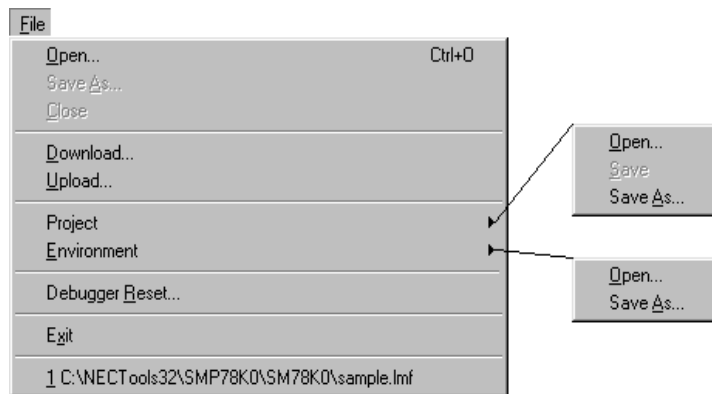 File
Open... Ctrl+O
Save As...
Close
Download...
Upload...
Project
Environment
Debugger Reset...
Exit
1 C:\NECTools32\SMP78K0\SM78K0\sample.lmf
Open...
Save
Save As...
Open...
Save As...